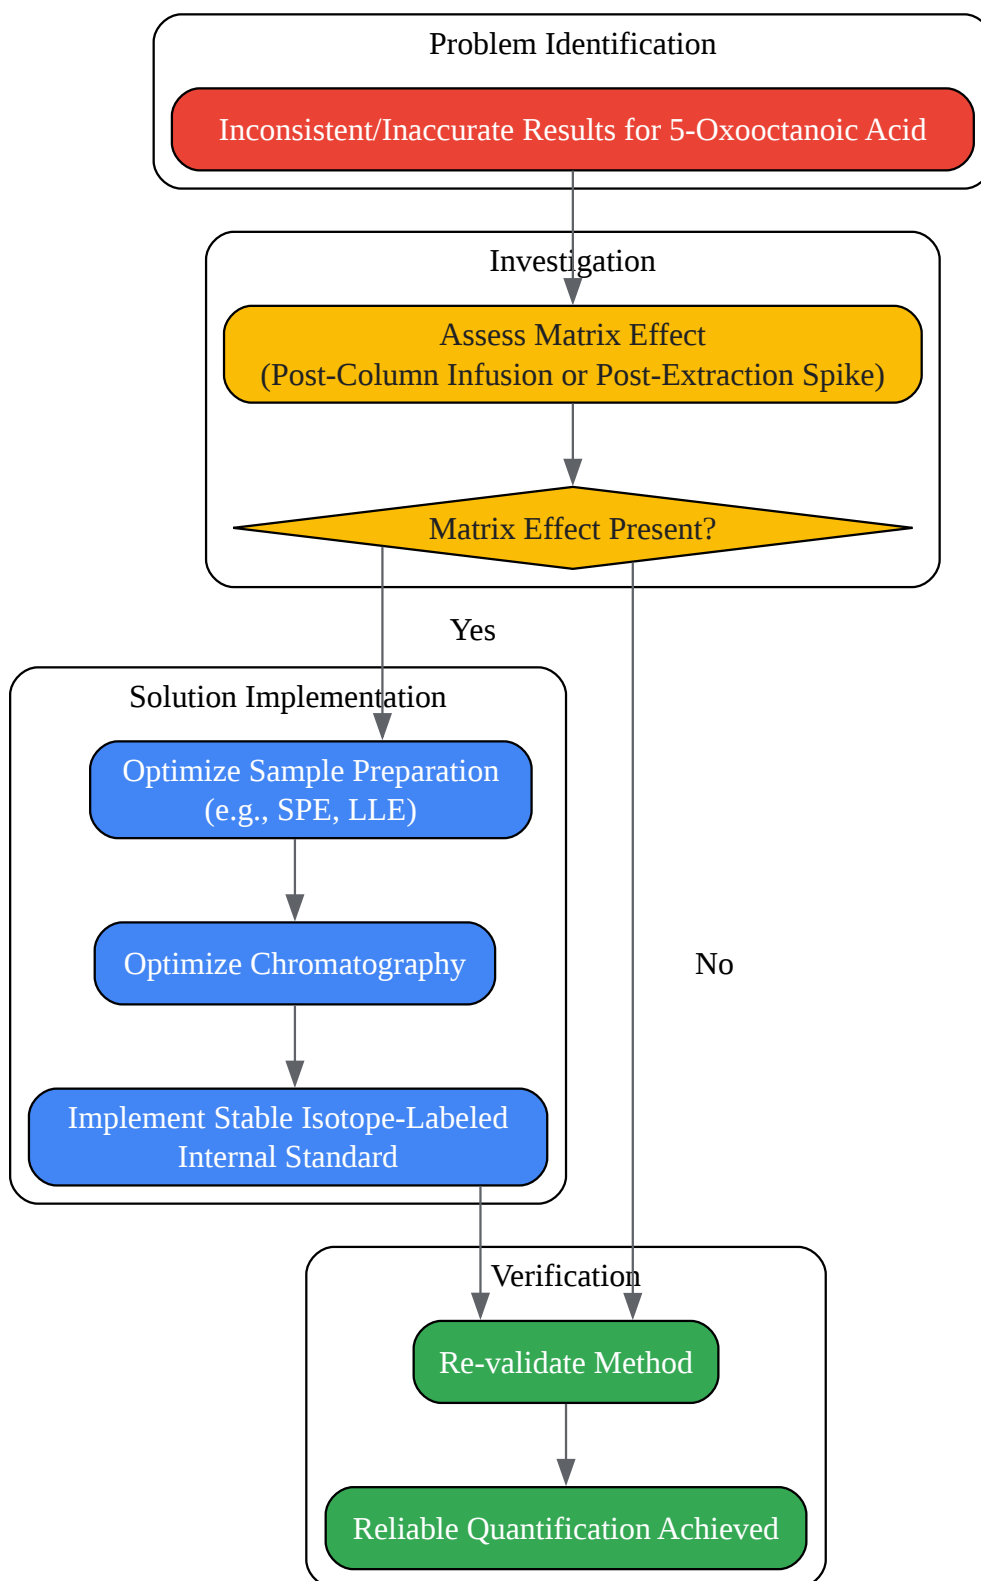 Problem Identification
Inconsistent/Inaccurate Results for 5-Oxooctanoic Acid
Investigation
Assess Matrix Effect
(Post-Column Infusion or Post-Extraction Spike)
Matrix Effect Present?
Yes
Solution Implementation
Optimize Sample Preparation
(e.g., SPE, LLE)
Optimize Chromatography
No
Implement Stable Isotope-Labeled
Internal Standard
Verification
Re-validate Method
Reliable Quantification Achieved